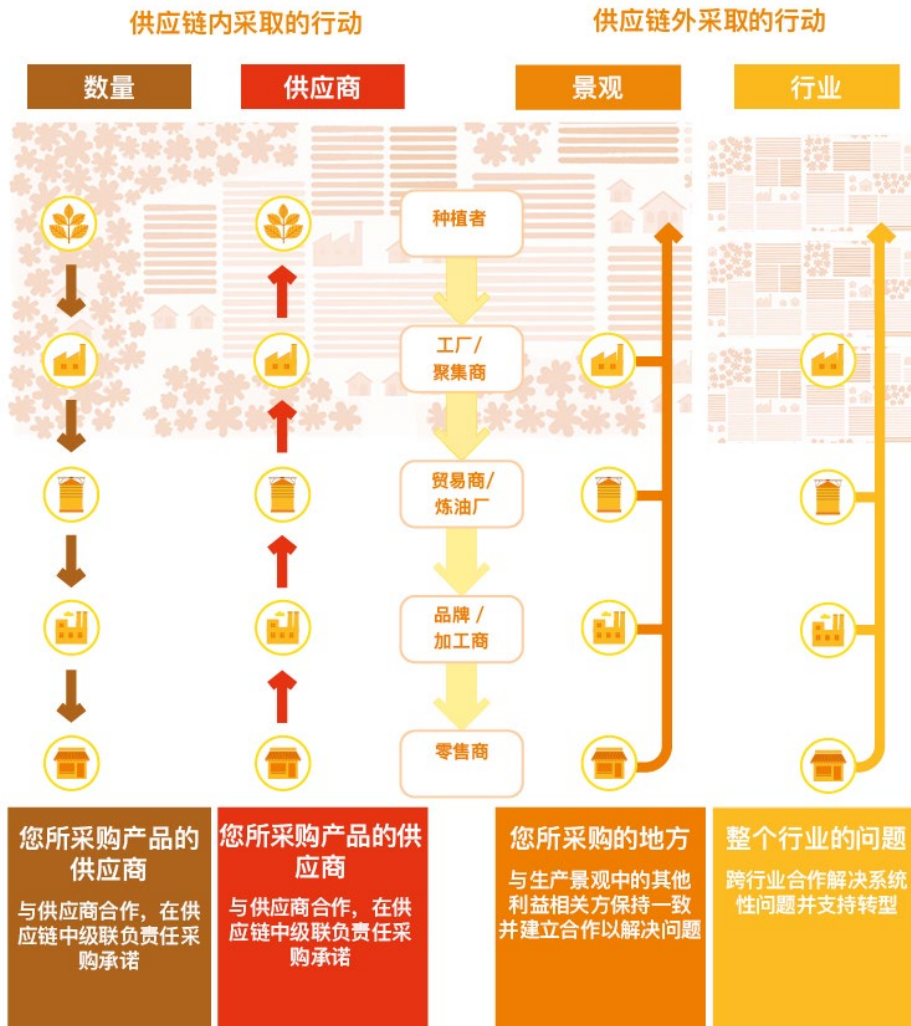 供应链内采取的行动
供应链外采取的行动
数量
供应商
景观
行业
种植者
工厂/
聚集商
贸易商/
炼油厂
品牌 /
加工商
零售商
您所采购产品的
供应商
与供应商合作，在供
应链中级联负责任采
购承诺
您所采购产品的供
应商
与供应商合作，在供
应链中级联负责任采
购承诺
您所采购的地方
与生产景观中的其他
利益相关方保持一致
并建立合作以解决问题
整个行业的问题
跨行业合作解决系统
性问题并支持转型